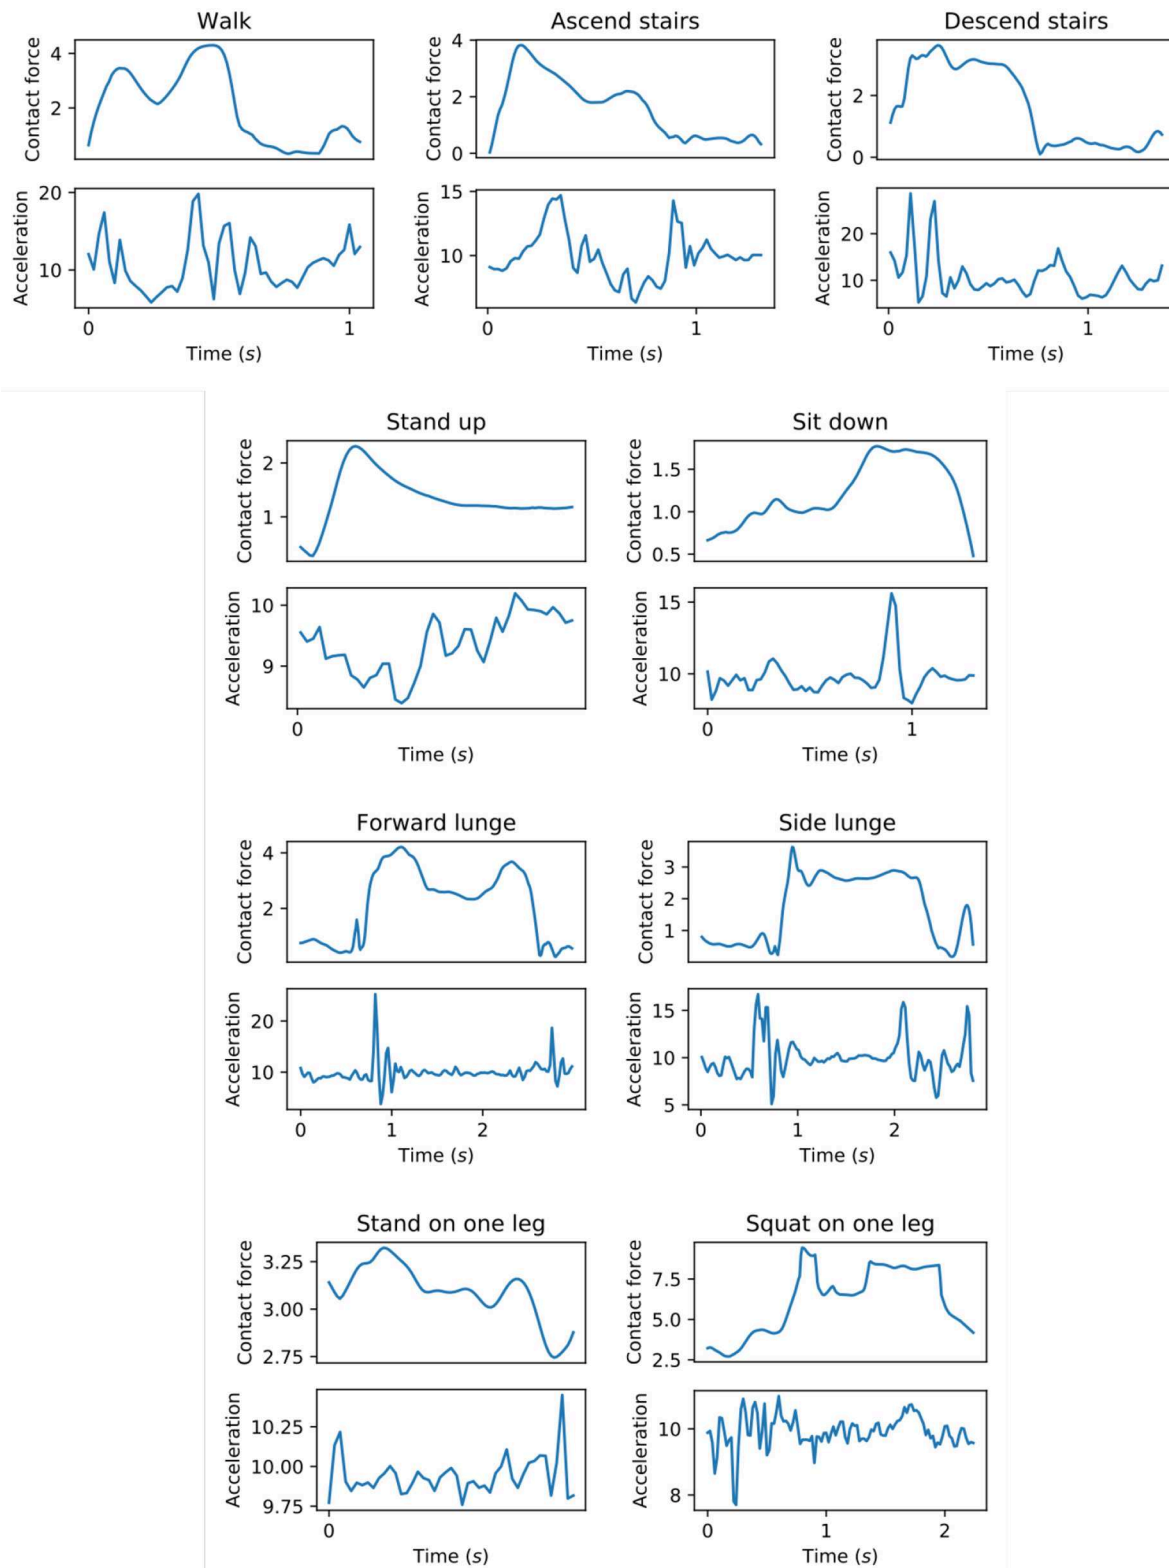 Walk
Ascend stairs
Descend stairs
Contact force
4
2
Contact force
4
2
0
Contact force
2
0
Acceleration
20
10
Acceleration
15
10
Acceleration
20
10
0 1
0 1
0 1
Time (s)
Time (s)
Time (s)
Stand up
Sit down
Contact force
2
1
Contact force
1.5
1.0
0.5
Acceleration
10
9
Acceleration
15
10
0
0 1
Time (s)
Time (s)
Forward lunge
Side lunge
Contact force
4
2
Contact force
3
2
1
Acceleration
20
10
Acceleration
15
10
5
0 1 2
0 1 2
Time (s)
Time (s)
Stand on one leg
Squat on one leg
Contact force
3.25
3.00
2.75
Contact force
7.5
5.0
2.5
Acceleration
10.25
10.00
9.75
Acceleration
10
8
0
0 1 2
Time (s)
Time (s)